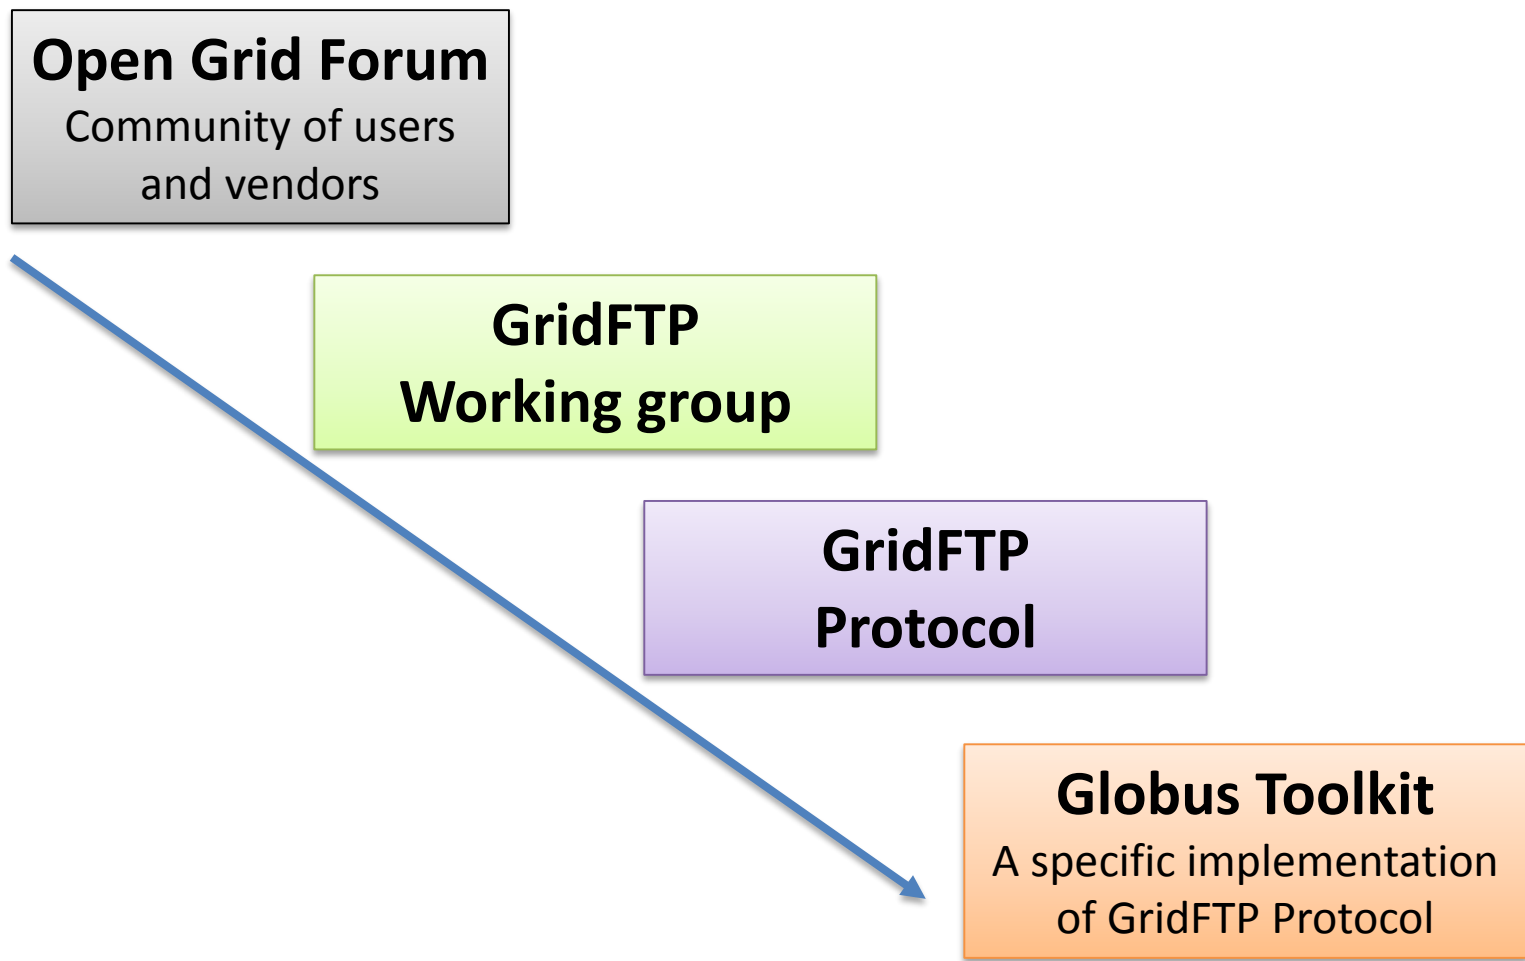 Open Grid Forum
Community of users
and vendors
GridFTP
Working group
GridFTP
Protocol
Globus Toolkit
A specific implementation
of GridFTP Protocol